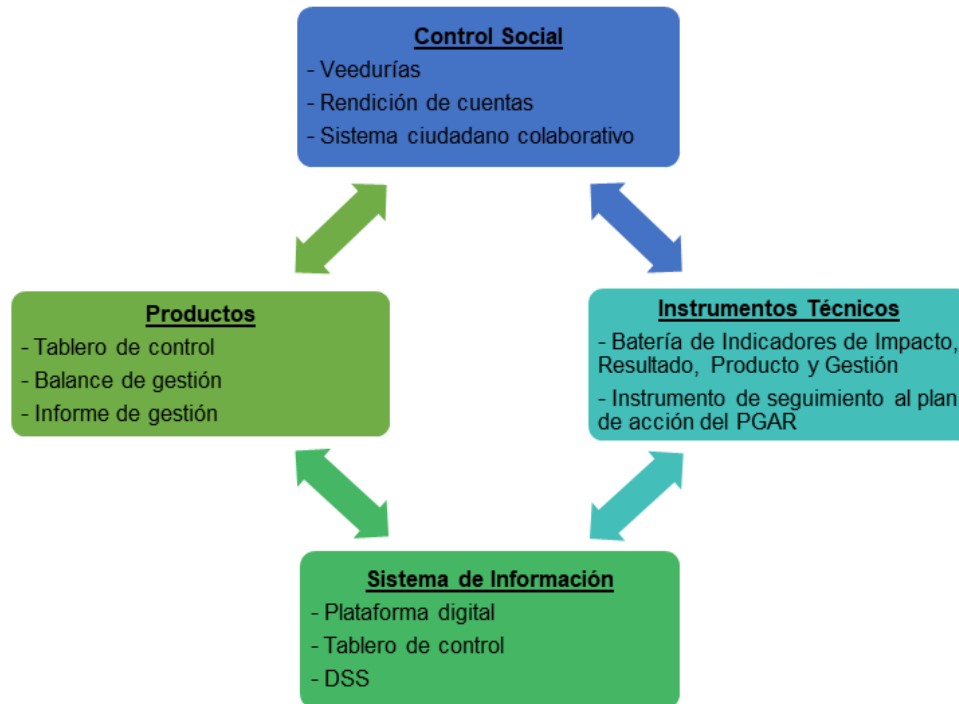 Control Social
- Veedurías
- Rendición de cuentas
- Sistema ciudadano colaborativo
Productos
- Tablero de control
- Balance de gestión
- Informe de gestión
Instrumentos Técnicos
- Batería de Indicadores de Impacto,
Resultado, Producto y Gestión
- Instrumento de seguimiento al plan
de acción del PGAR
Sistema de Información
- Plataforma digital
- Tablero de control
- DSS